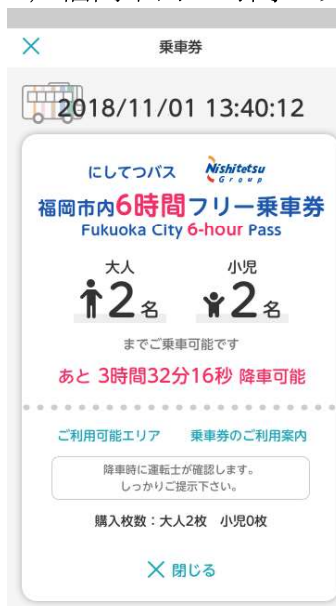 乗車券
2018/11/01 13:40:12
にしてつバス Nishitetsu Group
福岡市内6時間フリー乗車券
Fukuoka City 6-hour Pass
大人 小児
2名 2名
までご乗車可能です
あと 3時間32分16秒 降車可能
ご利用可能エリア 乗車券のご利用案内
降車時に運転士が確認します。
しっかりご提示下さい。
購入枚数：大人2枚 小児0枚
閉じる